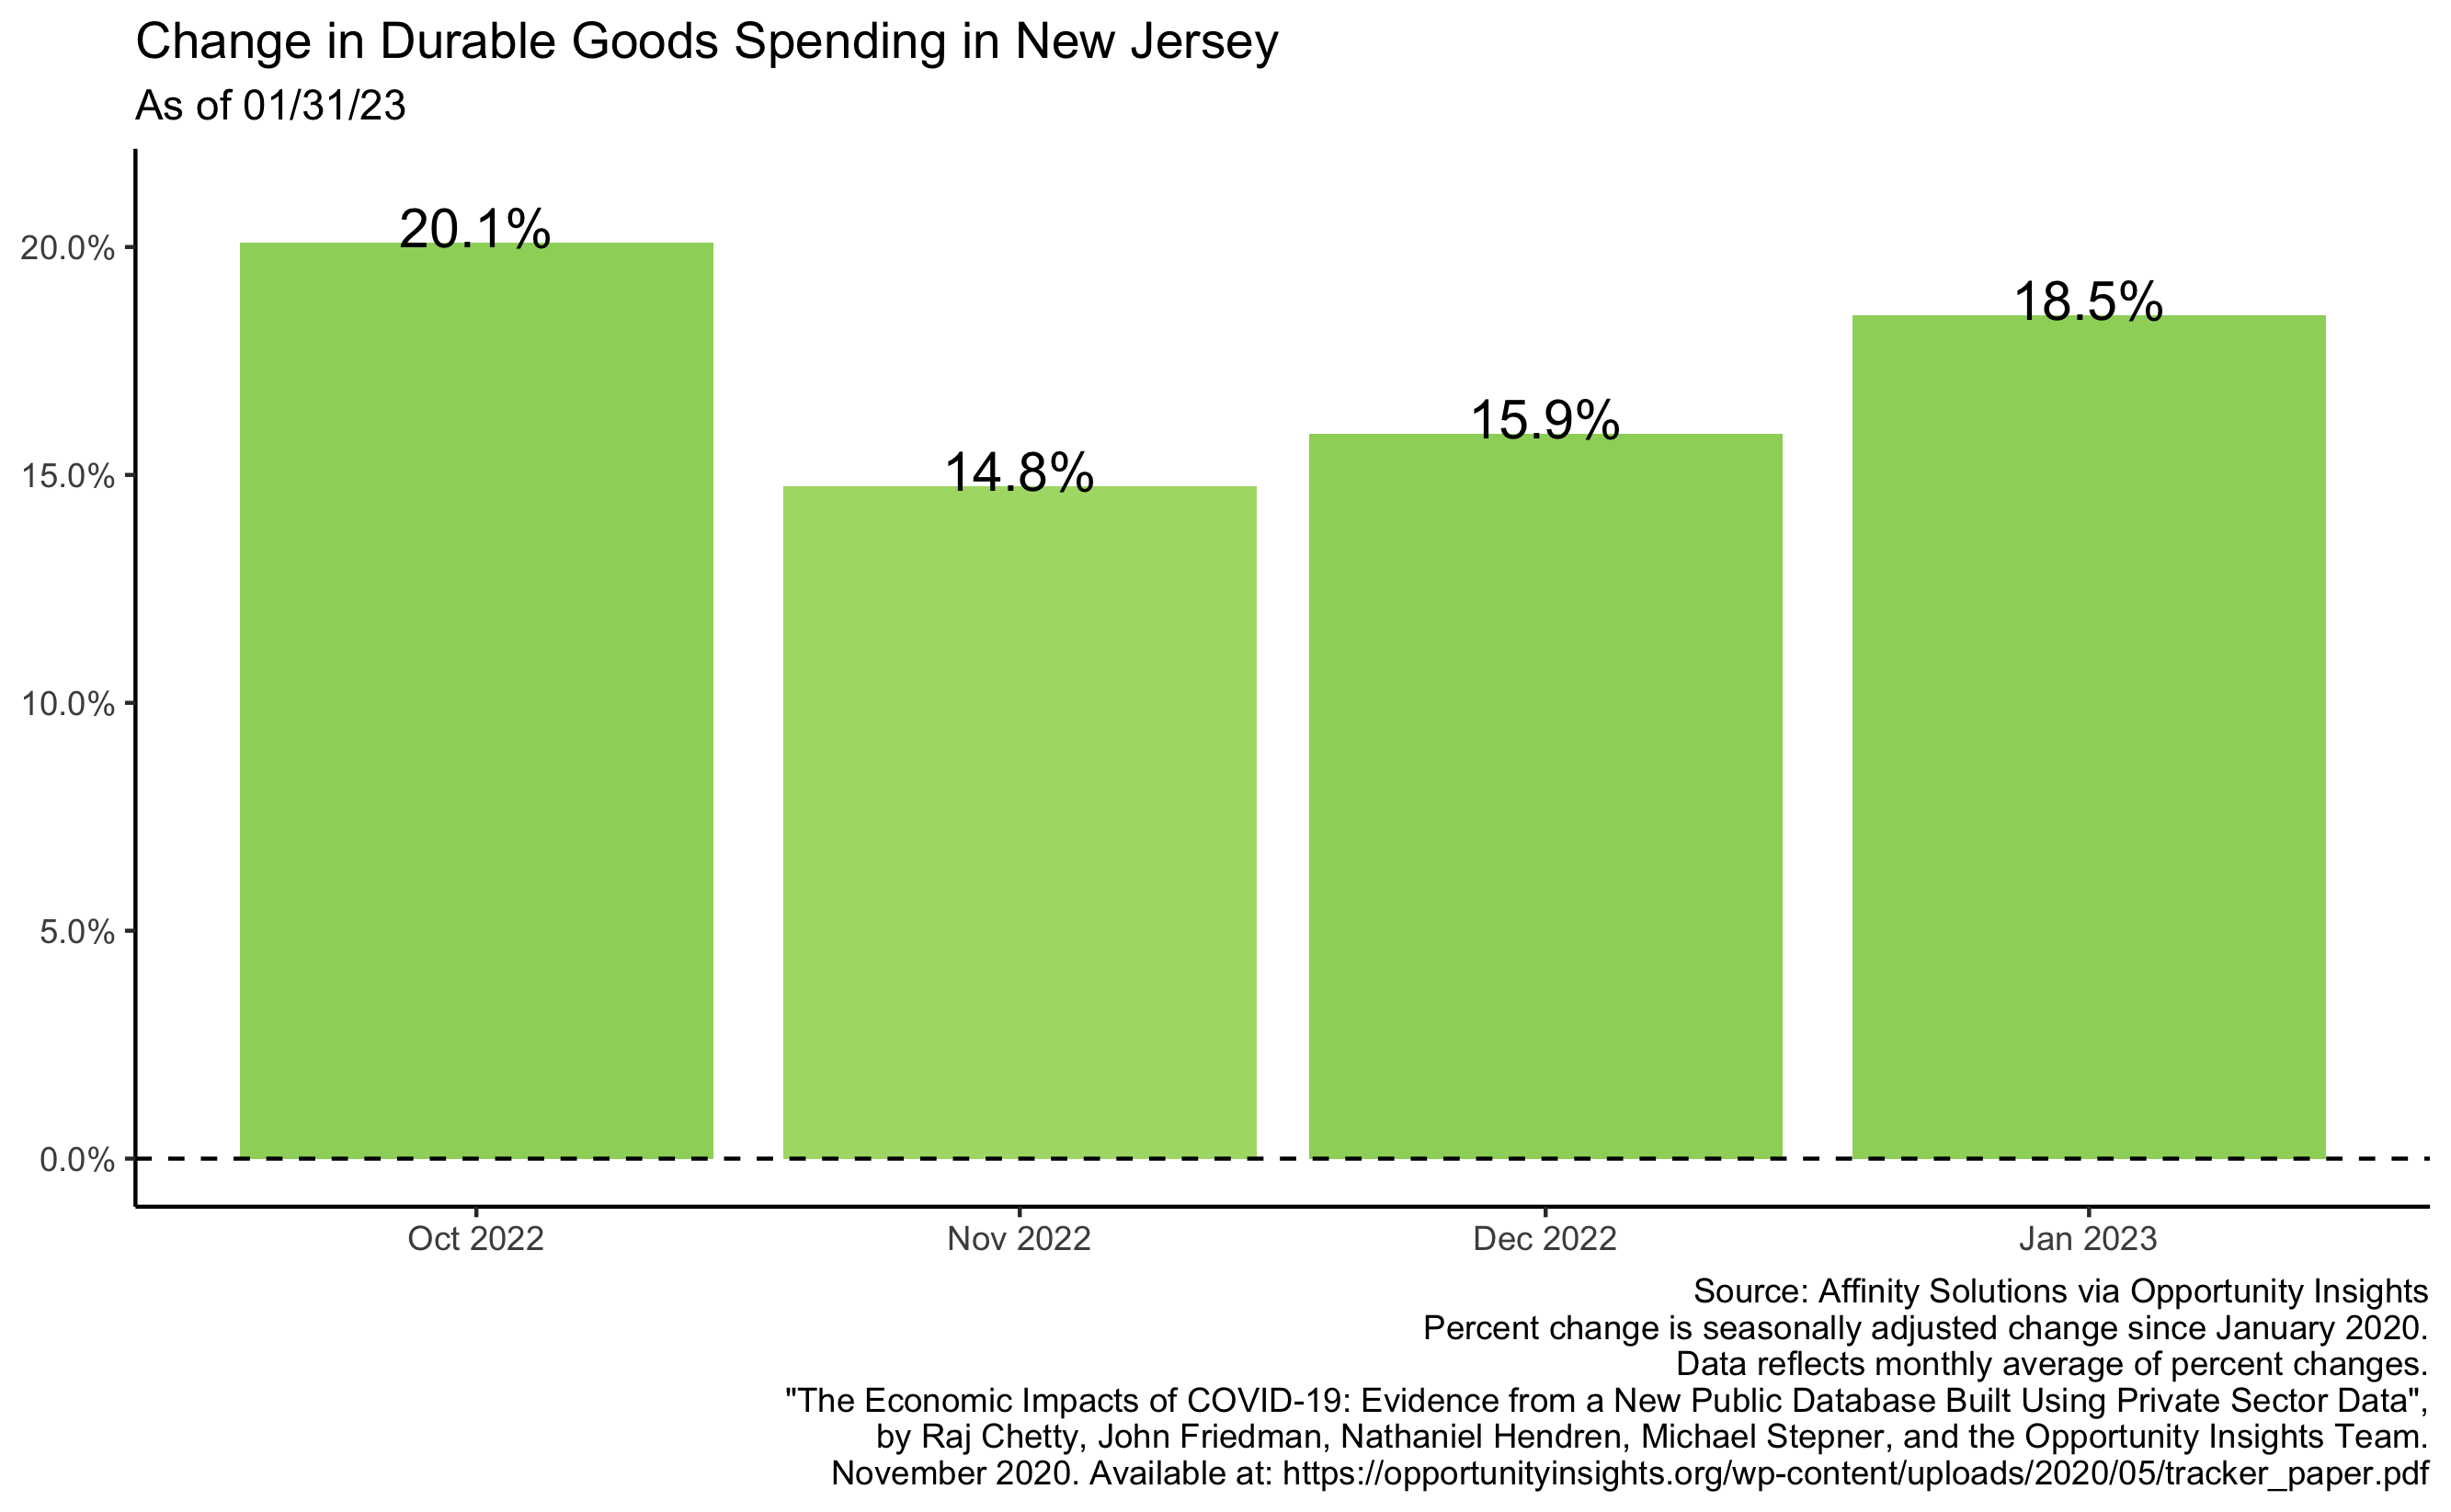 Change in Durable Goods Spending in New Jersey
As of 01/31/23
20.0%
15.0%
10.0%
5.0%
0.0%
20.1%
14.8%
15.9%
18.5%
Oct 2022
Nov 2022
Dec 2022
Jan 2023
Source: Affinity Solutions via Opportunity Insights
Percent change is seasonally adjusted change since January 2020.
Data reflects monthly average of percent changes.
"The Economic Impacts of COVID-19: Evidence from a New Public Database Built Using Private Sector Data",
by Raj Chetty, John Friedman, Nathaniel Hendren, Michael Stepner, and the Opportunity Insights Team.
November 2020. Available at: https://opportunityinsights.org/wp-content/uploads/2020/05/tracker_paper.pdf